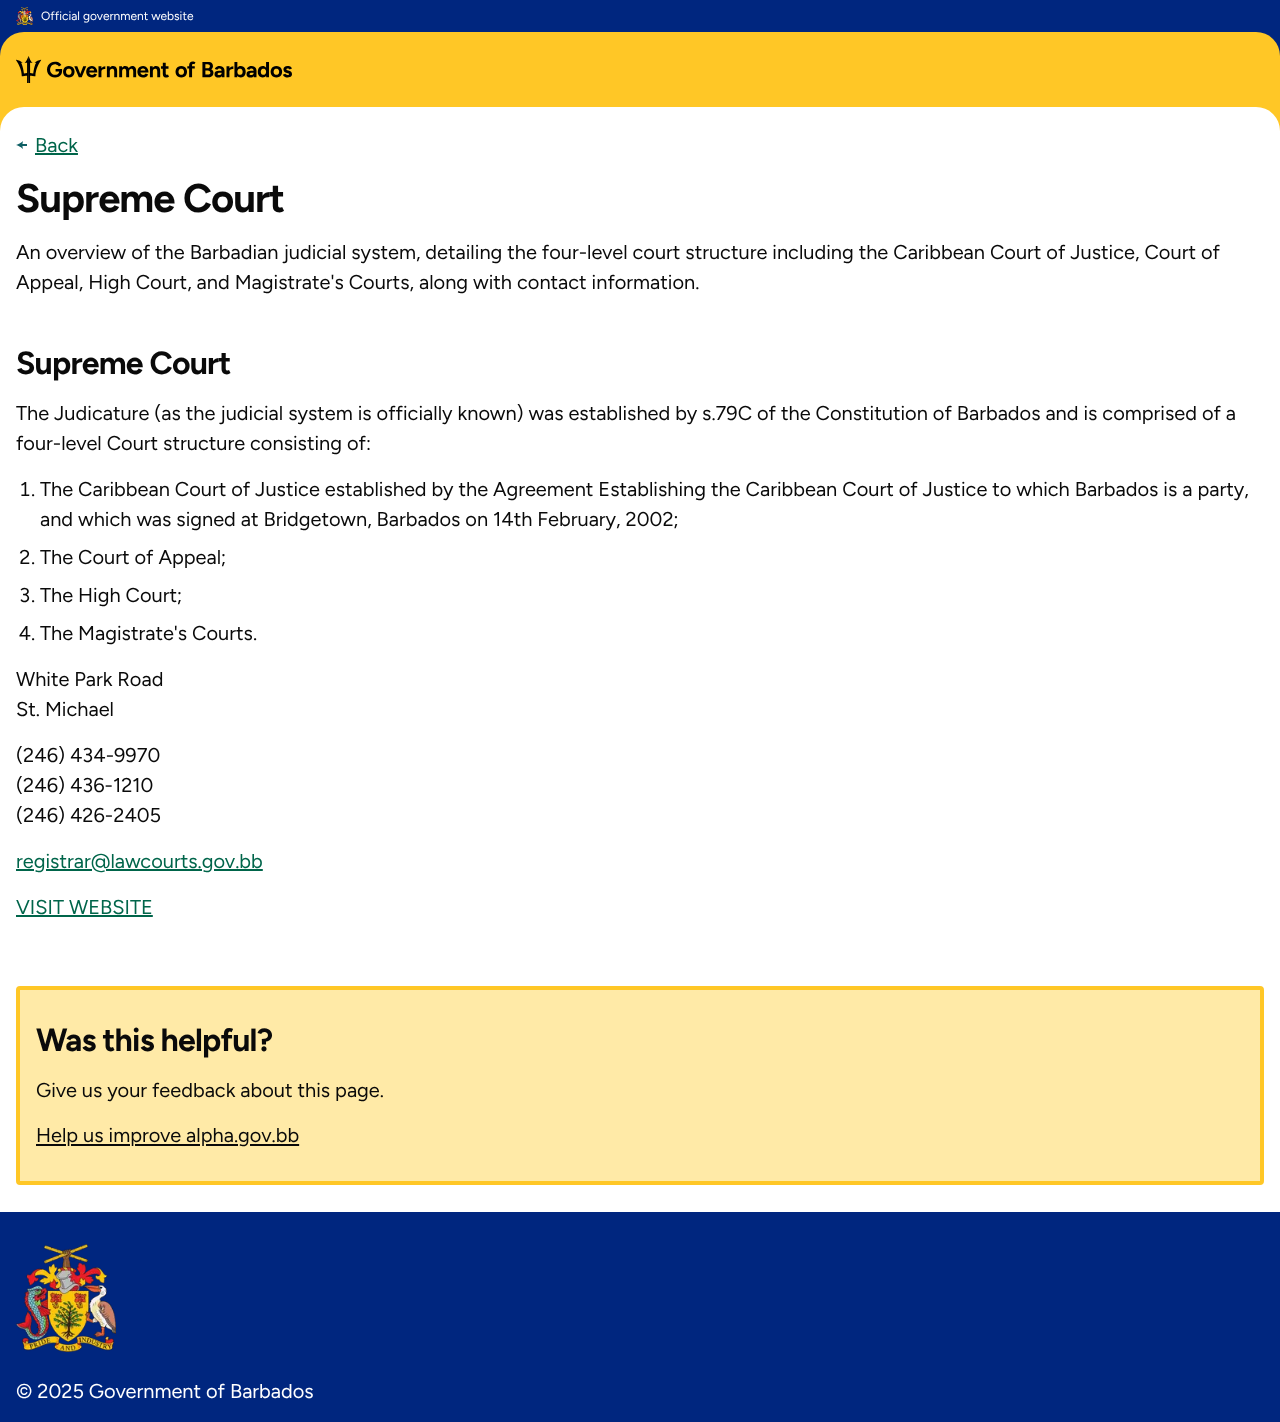 Official government website
Government of Barbados
Back
Supreme Court
An overview of the Barbadian judicial system, detailing the four-level court structure including the Caribbean Court of Justice, Court of
Appeal, High Court, and Magistrate's Courts, along with contact information.
Supreme Court
The Judicature (as the judicial system is officially known) was established by s.79C of the Constitution of Barbados and is comprised of a
four-level Court structure consisting of:
1. The Caribbean Court of Justice established by the Agreement Establishing the Caribbean Court of Justice to which Barbados is a party,
and which was signed at Bridgetown, Barbados on 14th February, 2002;
2. The Court of Appeal;
3. The High Court;
4. The Magistrate's Courts.
White Park Road
St. Michael
(246) 434-9970
(246) 436-1210
(246) 426-2405
registrar@lawcourts.gov.bb
VISIT WEBSITE
Was this helpful?
Give us your feedback about this page.
Help us improve alpha.gov.bb
PRIDE AND INDUSTRY
© 2025 Government of Barbados